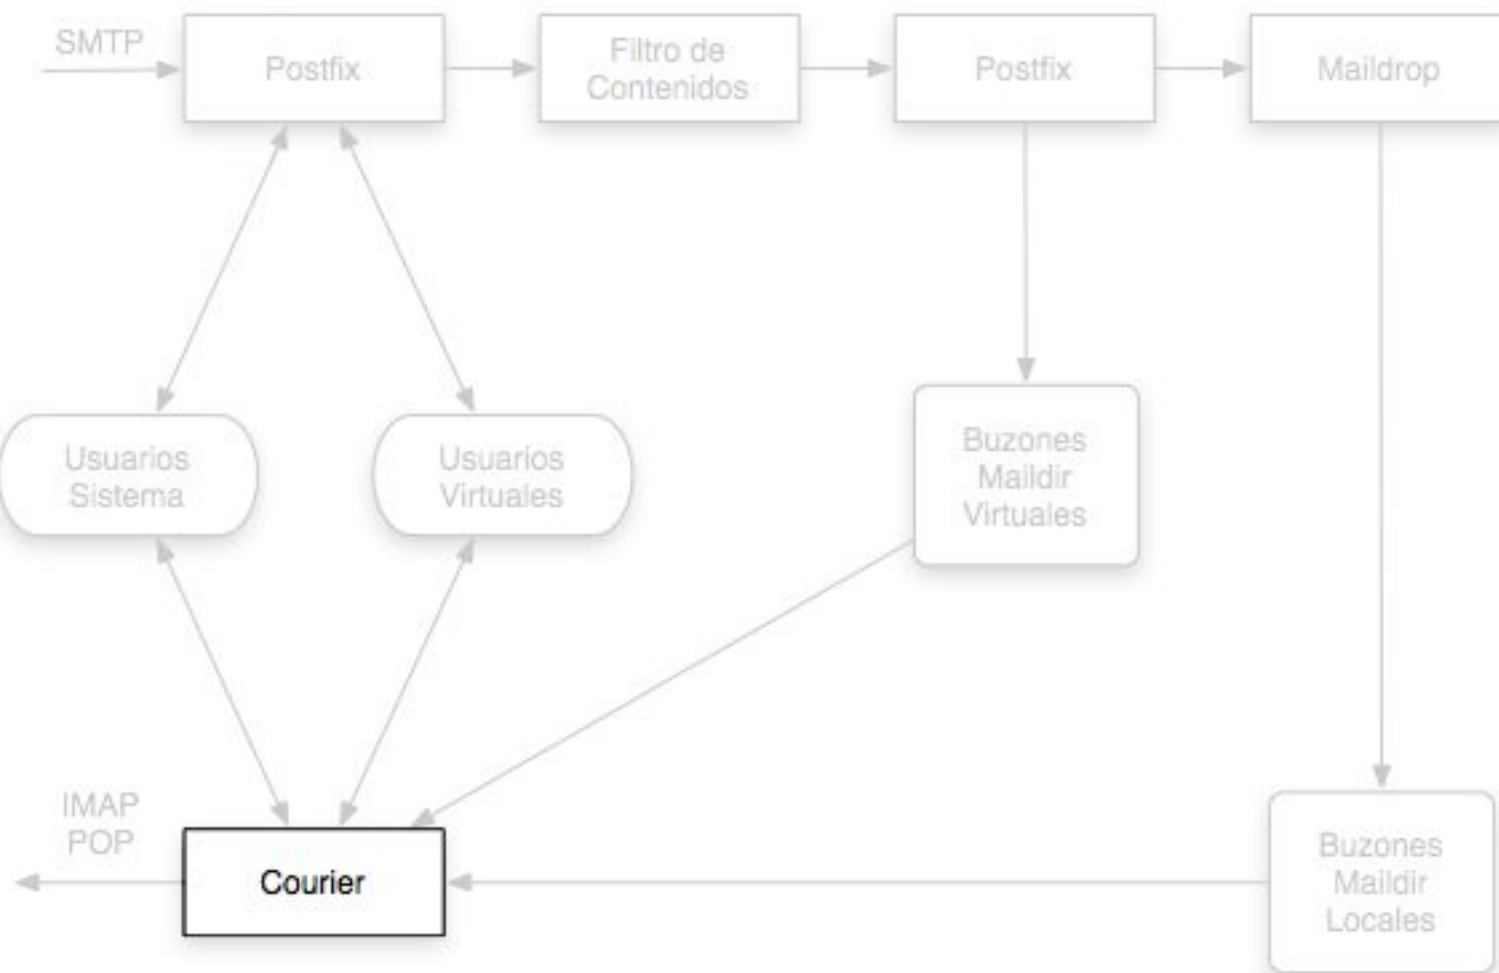 SMTP
Postfix
Filtro de
Contenidos
Postfix
Maildrop
Usuarios
Sistema
Usuarios
Virtuales
Buzones
Maildir
Virtuales
IMAP
POP
Courier
Buzones
Maildir
Locales